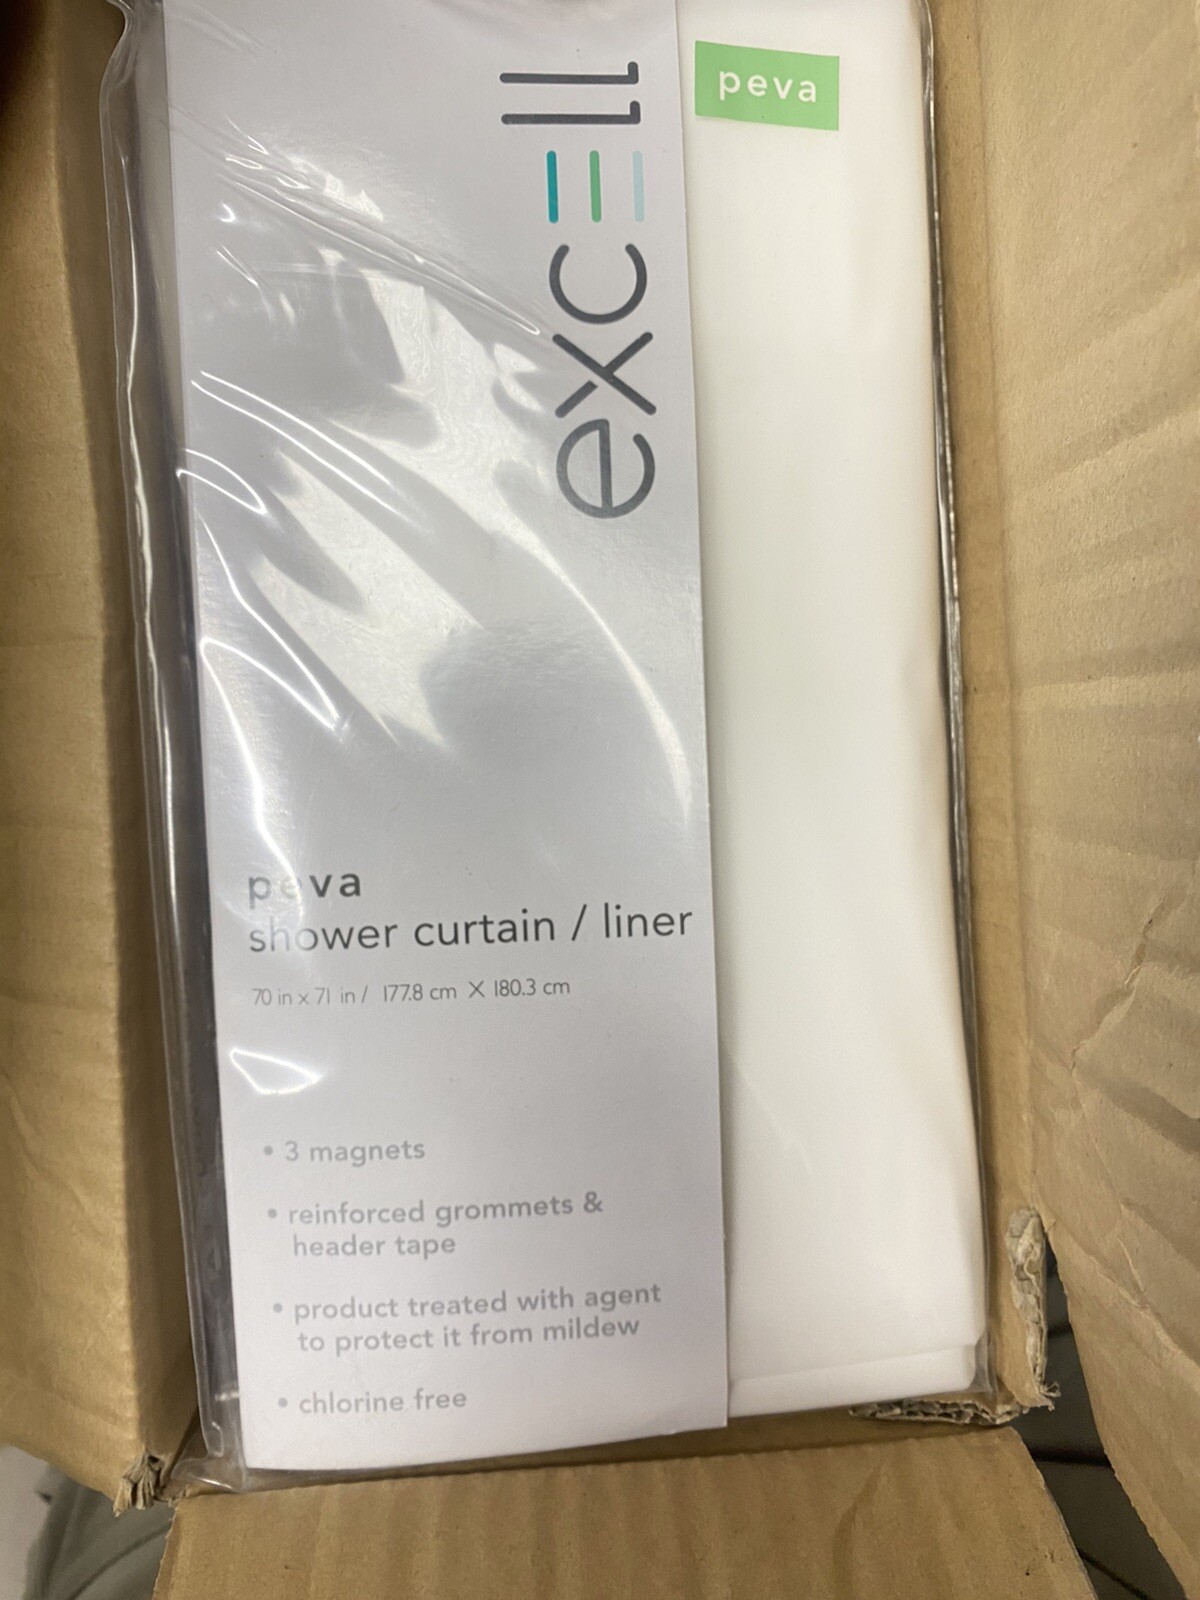 excell
peva
peva
shower curtain / liner
70 in x 71 in / 177.8 cm X 180.3 cm
• 3 magnets
• reinforced grommets &
header tape
• product treated with agent
to protect it from mildew
• chlorine free